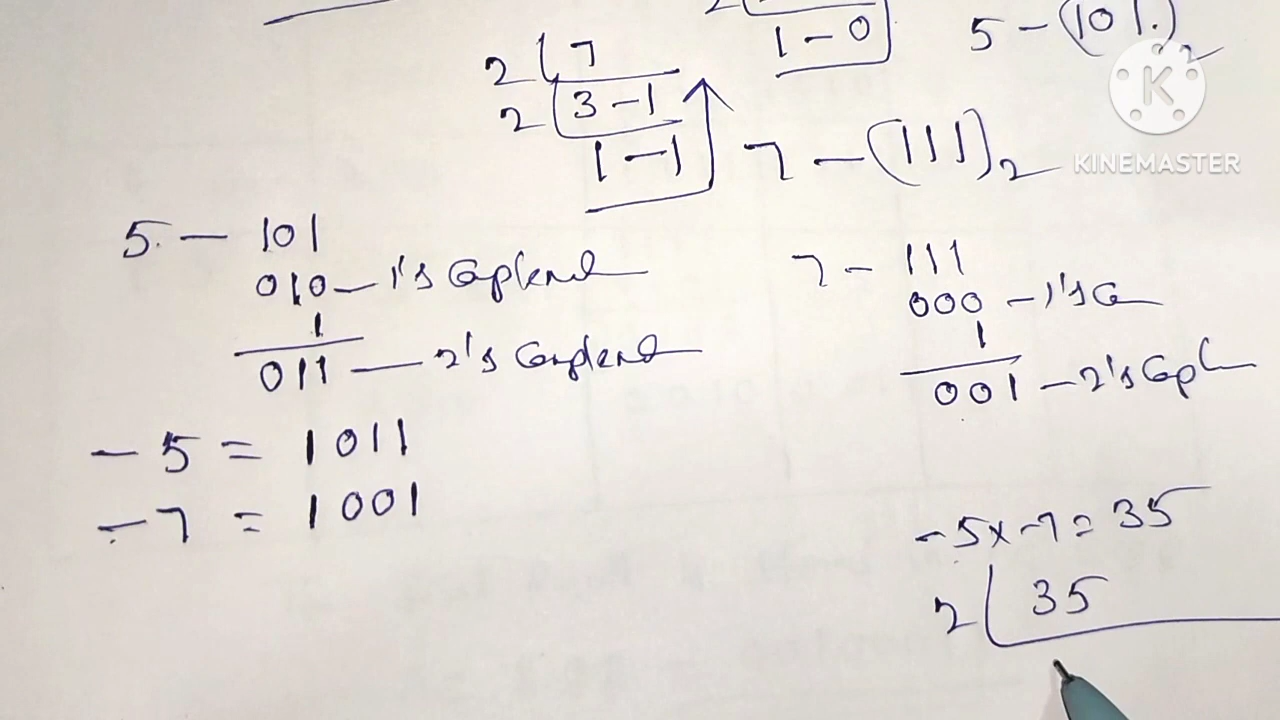 2 7
2 3 - 1
1 - 1
1 - 0
5 - (101.)2
7 - (111)2
K
KINEMASTER
5. - 101
010 - 1's
1
011 - 2's
7 - 111
000 - 1's C
1
001 - 2's Cpl
- 5 = 1011
- 7 = 1001
-5x-7=35
2 35